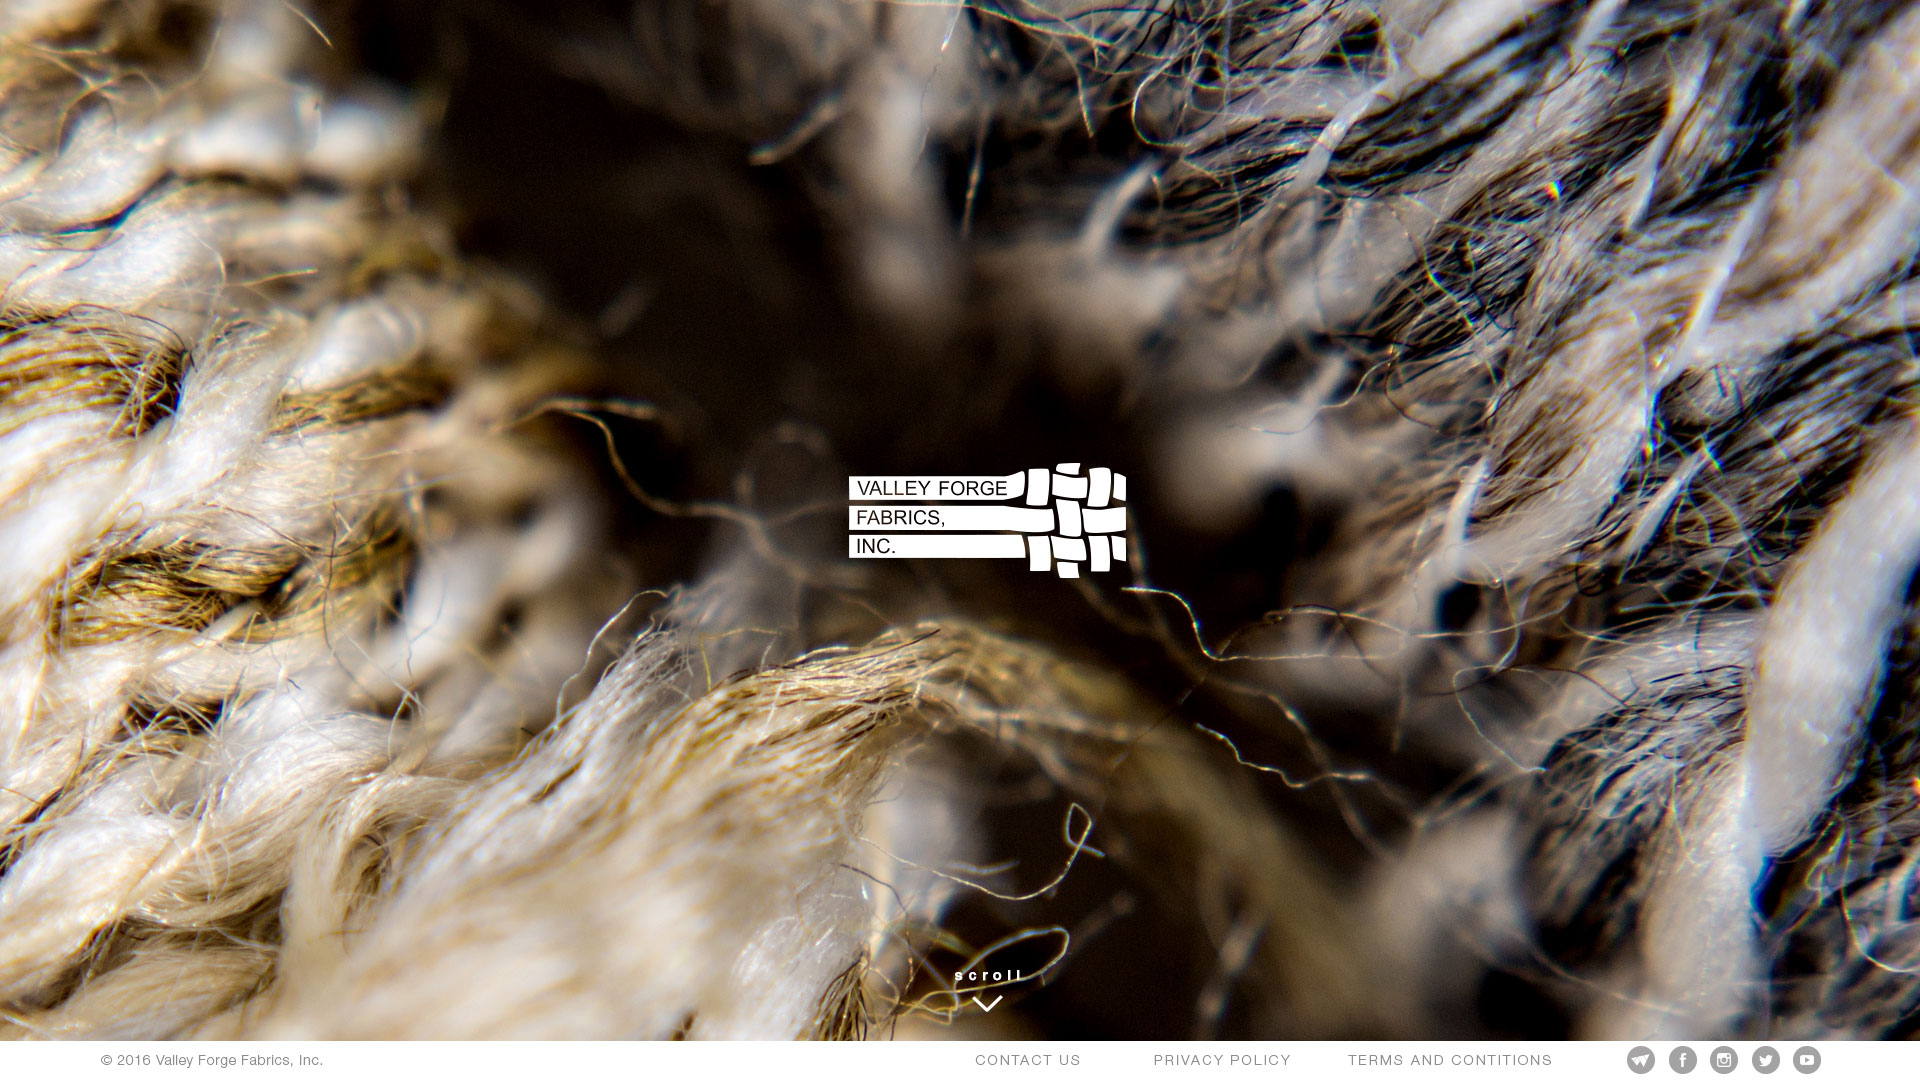 VALLEY FORGE
FABRICS,
INC.
scroll
© 2016 Valley Forge Fabrics, Inc.
CONTACT US
PRIVACY POLICY
TERMS AND CONTITIONS